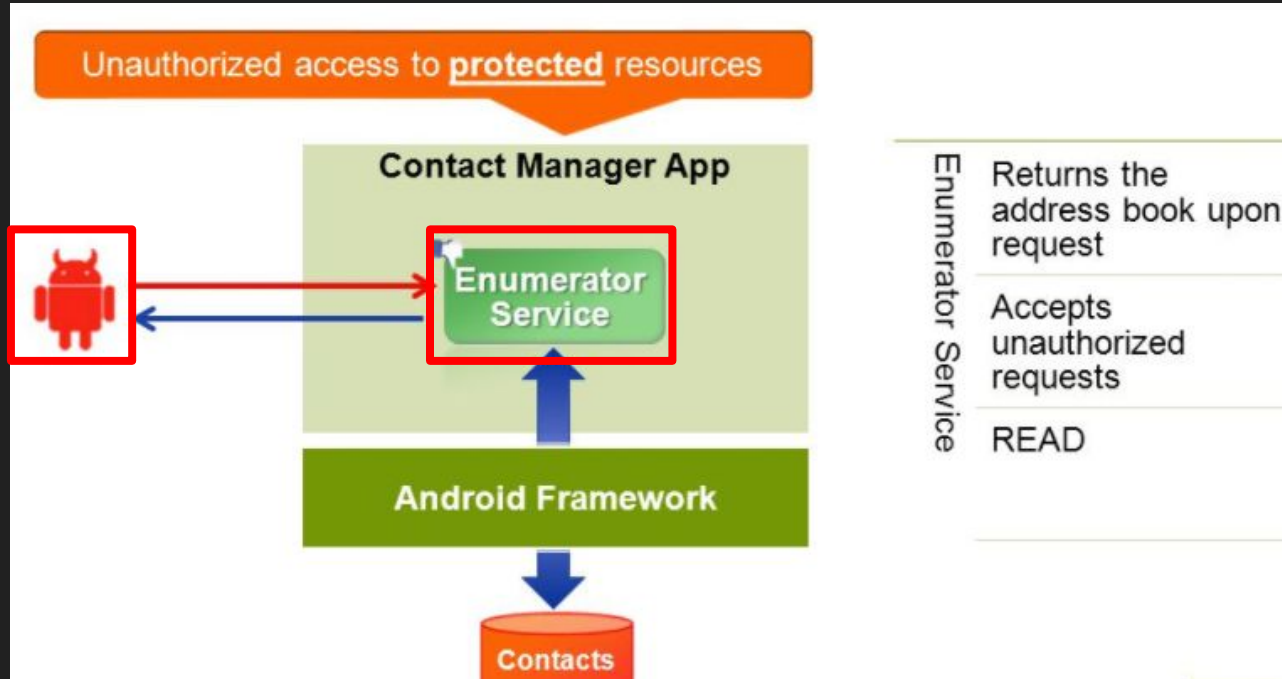 Unauthorized access to protected resources
Contact Manager App
Enumerator
Service
Android Framework
Contacts
Enumerator Service
Returns the
address book upon
request
Accepts
unauthorized
requests
READ